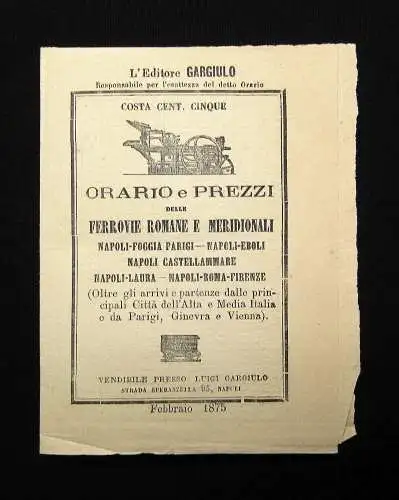 L'Editore GARGIULO
Responsabile per l'esattezza del detto Orario
COSTA CENT. CINQUE
ORARIO e PREZZI
DELLE
FERROVIE ROMANE E MERIDIONALI
NAPOLI-FOGGIA PARIGI—NAPOLI-EBOLI
NAPOLI CASTELLAMMARE
NAPOLI-LAURA — NAPOLI-ROMA-FIRENZE
(Oltre gli arrivi e partenze dalle prin-
cipali Città dell'Alta e Media Italia
e da Parigi, Ginevra e Vienna).
VENDIBILE PRESSO LUIGI GARGIULO
STRADA SPERANZELLA 95, NAPOLI
Febbraio 1875